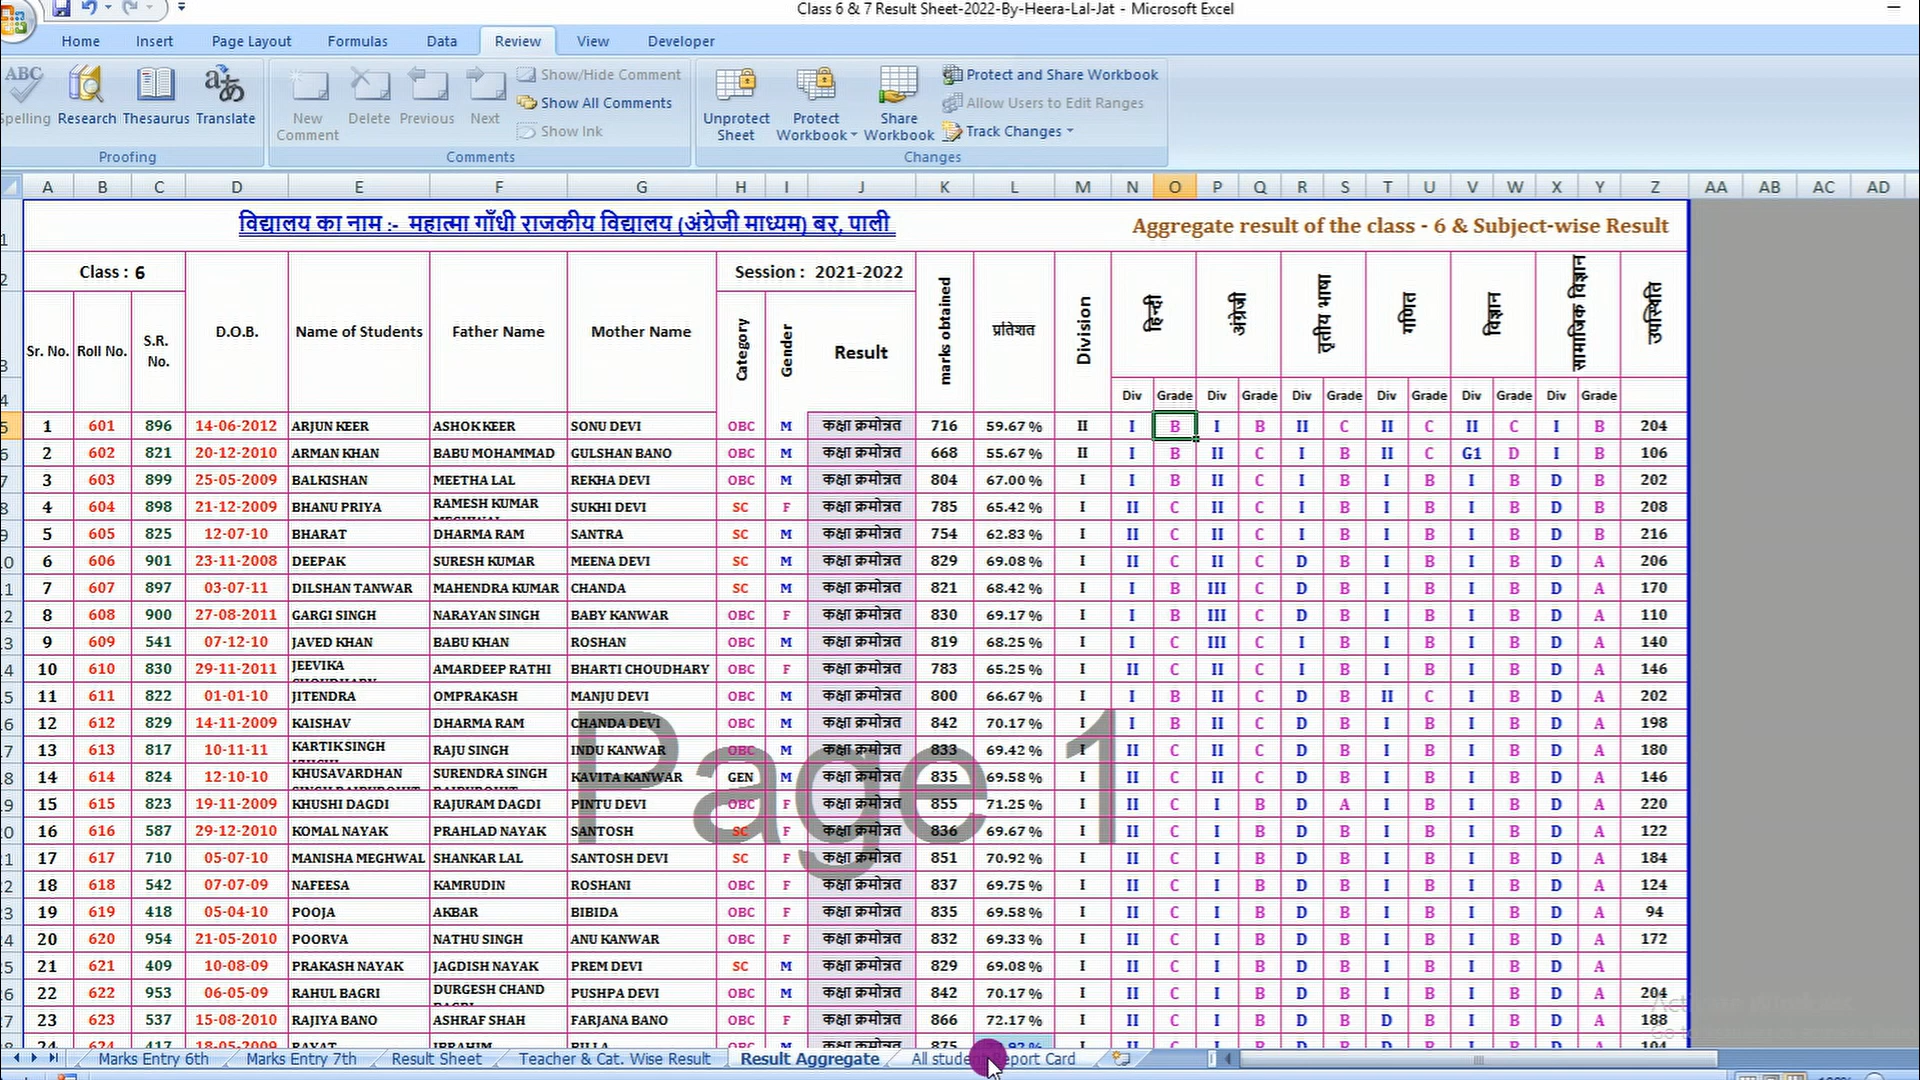 Class 6 & 7 Result Sheet-2022-By-Heera-Lal-Jat - Microsoft Excel
Home Insert Page Layout Formulas Data Review View Developer
Spelling Research Thesaurus Translate
Proofing
New Comment Delete Previous Next
Show/Hide Comment
Show All Comments
Show Ink
Comments
Unprotect Sheet Protect Workbook Share Workbook
Protect and Share Workbook
Allow Users to Edit Ranges
Track Changes
Changes
A B C D E F G H I J K L M N O P Q R S T U V W X Y Z AA AB AC AD
विद्यालय का नाम :- महात्मा गाँधी राजकीय विद्यालय (अंग्रेजी माध्यम) बर, पाली Aggregate result of the class - 6 & Subject-wise Result
Class : 6 Session : 2021-2022
Sr. No. Roll No. S.R. No. D.O.B. Name of Students Father Name Mother Name Category Gender Result marks obtained प्रतिशत Division हिन्दी अंग्रेजी तृतीय भाषा गणित विज्ञान सामाजिक विज्ञान उपस्थिति
Div Grade Div Grade Div Grade Div Grade Div Grade Div Grade
1 601 896 14-06-2012 ARJUN KEER ASHOK KEER SONU DEVI OBC M कक्षा क्रमोन्नत 716 59.67 % II I B I B II C II C II C I B 204
2 602 821 20-12-2010 ARMAN KHAN BABU MOHAMMAD GULSHAN BANO OBC M कक्षा क्रमोन्नत 668 55.67 % II I B II C I B II C G1 D I B 106
3 603 899 25-05-2009 BALKISHAN MEETHA LAL REKHA DEVI OBC M कक्षा क्रमोन्नत 804 67.00 % I I B II C I B I B I B D B 202
4 604 898 21-12-2009 BHANU PRIYA RAMESH KUMAR SUKHI DEVI SC F कक्षा क्रमोन्नत 785 65.42 % I II C II C I B I B I B D B 208
5 605 825 12-07-10 BHARAT DHARMA RAM SANTRA SC M कक्षा क्रमोन्नत 754 62.83 % I II C II C I B I B I B D B 216
6 606 901 23-11-2008 DEEPAK SURESH KUMAR MEENA DEVI SC M कक्षा क्रमोन्नत 829 69.08 % I II C II C D B I B I B D A 206
7 607 897 03-07-11 DILSHAN TANWAR MAHENDRA KUMAR CHANDA SC M कक्षा क्रमोन्नत 821 68.42 % I I B III C D B I B I B D A 170
8 608 900 27-08-2011 GARGI SINGH NARAYAN SINGH BABY KANWAR OBC F कक्षा क्रमोन्नत 830 69.17 % I I B III C D B I B I B D A 110
9 609 541 07-12-10 JAVED KHAN BABU KHAN ROSHAN OBC M कक्षा क्रमोन्नत 819 68.25 % I I C III C I B I B I B D A 140
10 610 830 29-11-2011 JEEVIKA AMARDEEP RATHI BHARTI CHOUDHARY OBC F कक्षा क्रमोन्नत 783 65.25 % I II C II C I B I B I B D A 146
11 611 822 01-01-10 JITENDRA OMPRAKASH MANJU DEVI OBC M कक्षा क्रमोन्नत 800 66.67 % I I B II C D B II C I B D A 202
12 612 829 14-11-2009 KAISHAV DHARMA RAM CHANDA DEVI OBC M कक्षा क्रमोन्नत 842 70.17 % I I B II C D B I B I B D A 198
13 613 817 10-11-11 KARTIK SINGH RAJU SINGH INDU KANWAR OBC M कक्षा क्रमोन्नत 833 69.42 % I II C II C D B I B I B D A 180
14 614 824 12-10-10 KHUSAVARDHAN SURENDRA SINGH KAVITA KANWAR GEN M कक्षा क्रमोन्नत 835 69.58 % I II C II C D B I B I B D A 146
15 615 823 19-11-2009 KHUSHI DAGDI RAJURAM DAGDI PINTU DEVI OBC F कक्षा क्रमोन्नत 855 71.25 % I II C I B D A I B I B D A 220
16 616 587 29-12-2010 KOMAL NAYAK PRAHLAD NAYAK SANTOSH SC F कक्षा क्रमोन्नत 836 69.67 % I II C I B D B I B I B D A 122
17 617 710 05-07-10 MANISHA MEGHWAL SHANKAR LAL SANTOSH DEVI SC F कक्षा क्रमोन्नत 851 70.92 % I II C I B D B I B I B D A 184
18 618 542 07-07-09 NAFEESA KAMRUDIN ROSHANI OBC F कक्षा क्रमोन्नत 837 69.75 % I II C I B D B I B I B D A 124
19 619 418 05-04-10 POOJA AKBAR BIBIDA OBC F कक्षा क्रमोन्नत 835 69.58 % I II C I B D B I B I B D A 94
20 620 954 21-05-2010 POORVA NATHU SINGH ANU KANWAR OBC F कक्षा क्रमोन्नत 832 69.33 % I II C I B D B I B I B D A 172
21 621 409 10-08-09 PRAKASH NAYAK JAGDISH NAYAK PREM DEVI SC M कक्षा क्रमोन्नत 829 69.08 % I II C I B D B I B I B D A
22 622 953 06-05-09 RAHUL BAGRI DURGESH CHAND PUSHPA DEVI OBC M कक्षा क्रमोन्नत 842 70.17 % I II C I B D B I B I B D A 204
23 623 537 15-08-2010 RAJIYA BANO ASHRAF SHAH FARJANA BANO OBC F कक्षा क्रमोन्नत 866 72.17 % I II C I B D B D B I B D A 188
Page 1
Marks Entry 6th Marks Entry 7th Result Sheet Teacher & Cat. Wise Result Result Aggregate All student Report Card